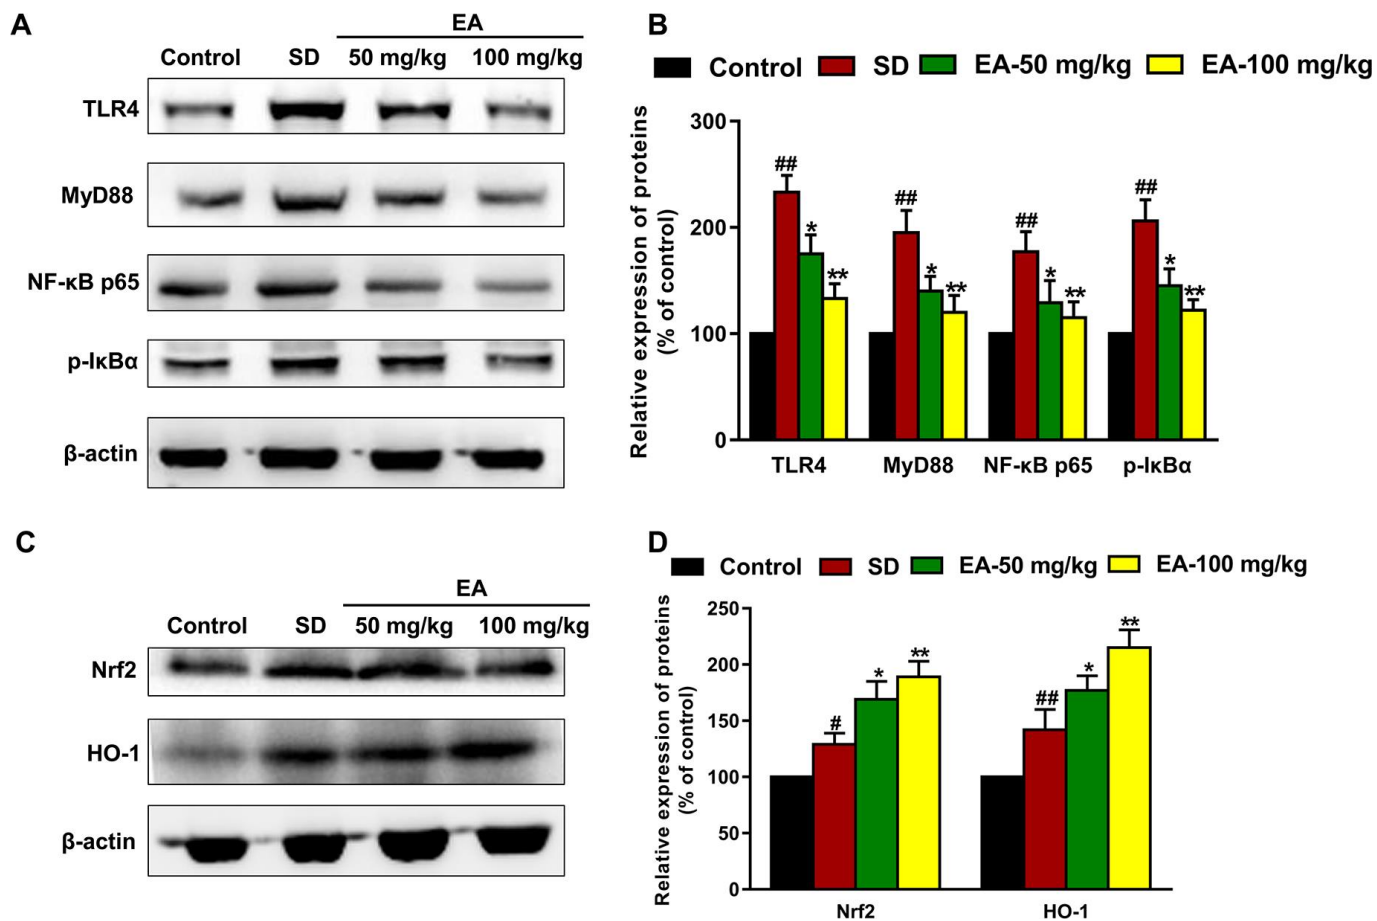 A
EA
Control SD 50 mg/kg 100 mg/kg
TLR4
MyD88
NF-κB p65
p-IκBα
β-actin
B
Control SD EA-50 mg/kg EA-100 mg/kg
Relative expression of proteins
(% of control)
300
200
100
0
## * **
## * **
## * **
## * **
TLR4 MyD88 NF-κB p65 p-IκBα
C
EA
Control SD 50 mg/kg 100 mg/kg
Nrf2
HO-1
β-actin
D
Control SD EA-50 mg/kg EA-100 mg/kg
Relative expression of proteins
(% of control)
250
200
150
100
50
0
# * **
## * **
Nrf2 HO-1